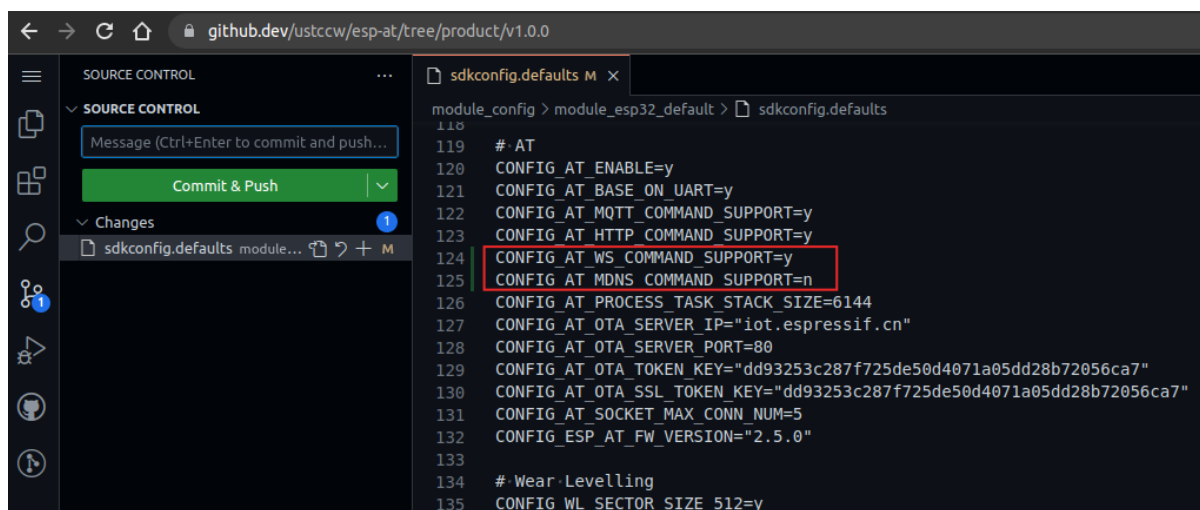 github.dev/ustccw/esp-at/tree/product/v1.0.0
SOURCE CONTROL ...
SOURCE CONTROL
Message (Ctrl+Enter to commit and push...
Commit & Push
Changes 1
sdkconfig.defaults module... M
1
sdkconfig.defaults M ×
module_config > module_esp32_default > sdkconfig.defaults
118
119 # AT
120 CONFIG_AT_ENABLE=y
121 CONFIG_AT_BASE_ON_UART=y
122 CONFIG_AT_MQTT_COMMAND_SUPPORT=y
123 CONFIG_AT_HTTP_COMMAND_SUPPORT=y
124 CONFIG_AT_WS_COMMAND_SUPPORT=y
125 CONFIG_AT_MDNS_COMMAND_SUPPORT=n
126 CONFIG_AT_PROCESS_TASK_STACK_SIZE=6144
127 CONFIG_AT_OTA_SERVER_IP="iot.espressif.cn"
128 CONFIG_AT_OTA_SERVER_PORT=80
129 CONFIG_AT_OTA_TOKEN_KEY="dd93253c287f725de50d4071a05dd28b72056ca7"
130 CONFIG_AT_OTA_SSL_TOKEN_KEY="dd93253c287f725de50d4071a05dd28b72056ca7"
131 CONFIG_AT_SOCKET_MAX_CONN_NUM=5
132 CONFIG_ESP_AT_FW_VERSION="2.5.0"
133
134 # Wear Levelling
135 CONFIG_WL_SECTOR_SIZE_512=y